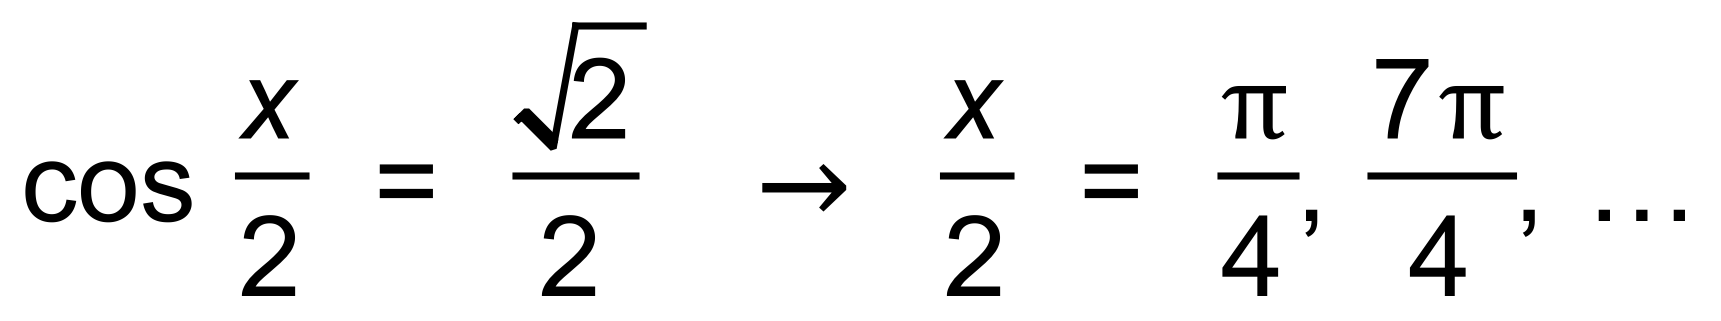 cos x/2 = √2/2 → x/2 = π/4, 7π/4, ...